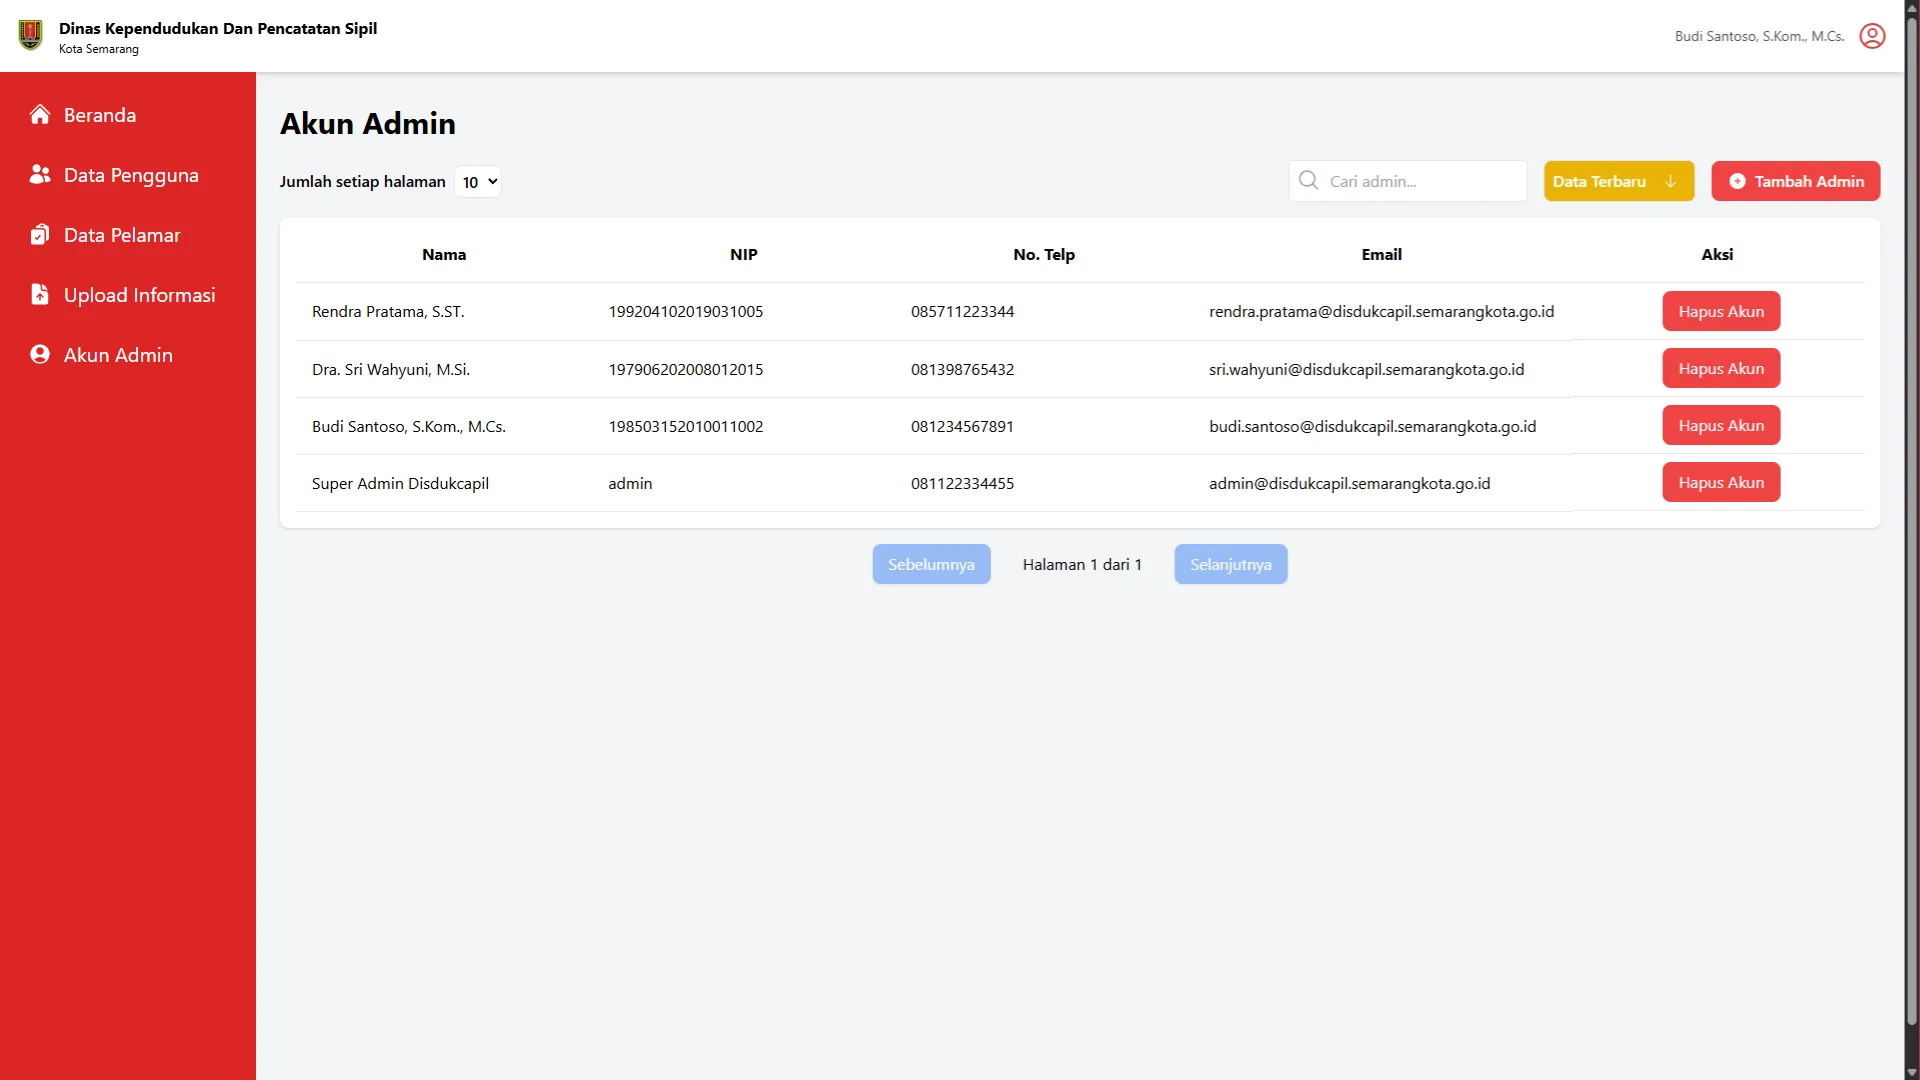 Dinas Kependudukan Dan Pencatatan Sipil
Kota Semarang
Budi Santoso, S.Kom., M.Cs.
Beranda
Data Pengguna
Data Pelamar
Upload Informasi
Akun Admin
Akun Admin
Jumlah setiap halaman 10
Cari admin...
Data Terbaru
Tambah Admin
Nama NIP No. Telp Email Aksi
Rendra Pratama, S.ST. 199204102019031005 085711223344 rendra.pratama@disdukcapil.semarangkota.go.id Hapus Akun
Dra. Sri Wahyuni, M.Si. 197906202008012015 081398765432 sri.wahyuni@disdukcapil.semarangkota.go.id Hapus Akun
Budi Santoso, S.Kom., M.Cs. 198503152010011002 081234567891 budi.santoso@disdukcapil.semarangkota.go.id Hapus Akun
Super Admin Disdukcapil admin 081122334455 admin@disdukcapil.semarangkota.go.id Hapus Akun
Sebelumnya Halaman 1 dari 1 Selanjutnya